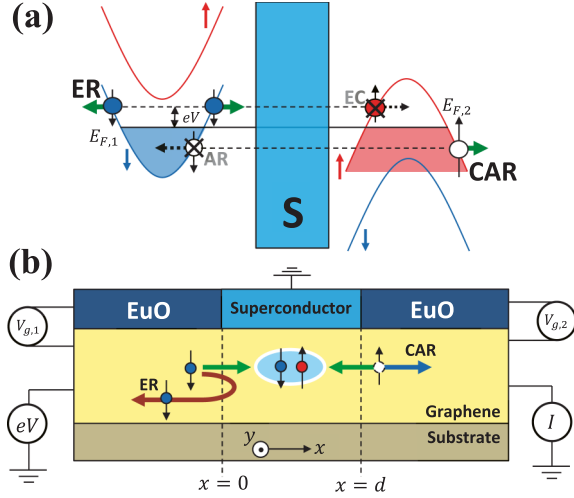 (a)
ER
eV
E_{F,1}
AR
S
EC
E_{F,2}
CAR
(b)
EuO
Superconductor
EuO
V_{g,1}
V_{g,2}
CAR
ER
eV
I
Graphene
Substrate
y
x
x = 0
x = d